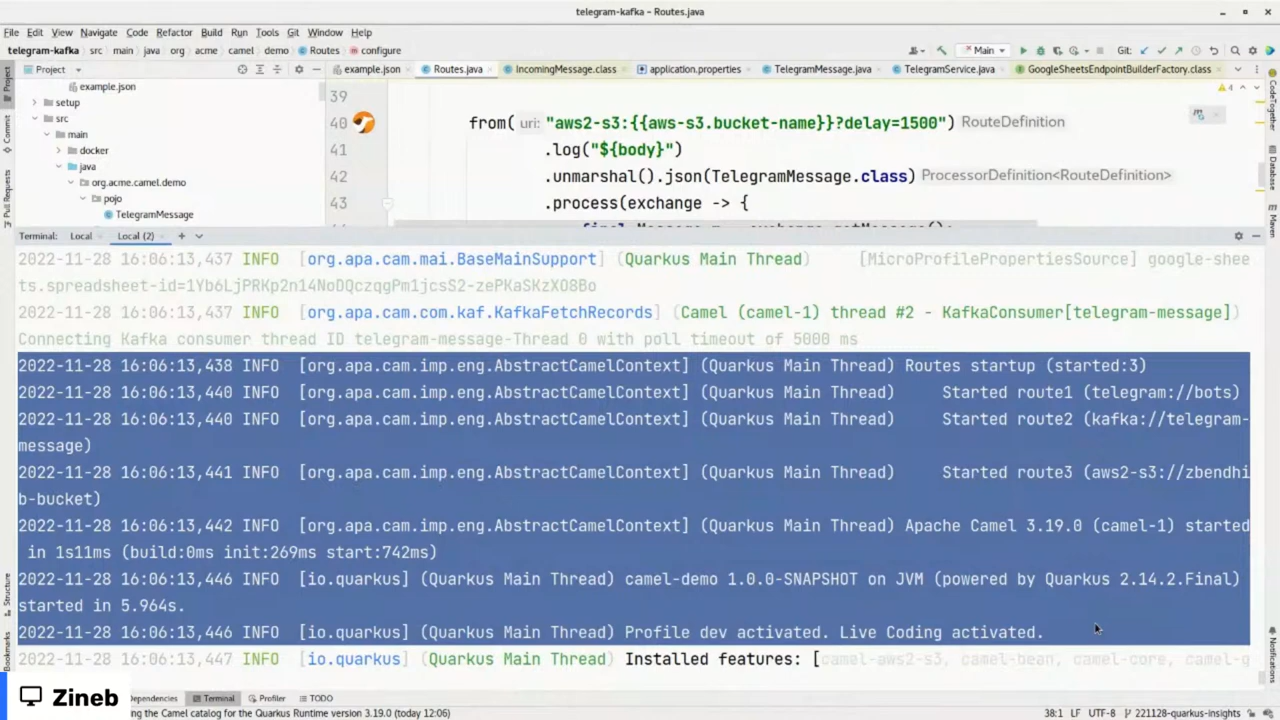 telegram-kafka – Routes.java
File Edit View Navigate Code Refactor Build Run Tools Git Window Help
telegram-kafka src main java org acme camel demo Routes configure Main Git:
Project example.json Routes.java IncomingMessage.class application.properties TelegramMessage.java TelegramService.java GoogleSheetsEndpointBuilderFactory.class
Project
Commit
Pull Requests
example.json
setup
src
main
docker
java
org.acme.camel.demo
pojo
TelegramMessage
39
40 from( uri: "aws2-s3:{{aws-s3.bucket-name}}?delay=1500") RouteDefinition
41 .log("${body}")
42 .unmarshal().json(TelegramMessage.class) ProcessorDefinition<RouteDefinition>
43 .process(exchange -> {
4
CodeTogether
Database
Maven
Terminal: Local Local (2) +
2022-11-28 16:06:13,437 INFO [org.apa.cam.mai.BaseMainSupport] (Quarkus Main Thread) [MicroProfilePropertiesSource] google-shee
ts.spreadsheet-id=1Yb6LjPRKp2n14NoDQczqgPm1jcsS2-zePKaSKzXO8Bo
2022-11-28 16:06:13,437 INFO [org.apa.cam.com.kaf.KafkaFetchRecords] (Camel (camel-1) thread #2 - KafkaConsumer[telegram-message])
Connecting Kafka consumer thread ID telegram-message-Thread 0 with poll timeout of 5000 ms
2022-11-28 16:06:13,438 INFO [org.apa.cam.imp.eng.AbstractCamelContext] (Quarkus Main Thread) Routes startup (started:3)
2022-11-28 16:06:13,440 INFO [org.apa.cam.imp.eng.AbstractCamelContext] (Quarkus Main Thread) Started route1 (telegram://bots)
2022-11-28 16:06:13,440 INFO [org.apa.cam.imp.eng.AbstractCamelContext] (Quarkus Main Thread) Started route2 (kafka://telegram-
message)
2022-11-28 16:06:13,441 INFO [org.apa.cam.imp.eng.AbstractCamelContext] (Quarkus Main Thread) Started route3 (aws2-s3://zbendhi
b-bucket)
2022-11-28 16:06:13,442 INFO [org.apa.cam.imp.eng.AbstractCamelContext] (Quarkus Main Thread) Apache Camel 3.19.0 (camel-1) started
in 1s11ms (build:0ms init:269ms start:742ms)
2022-11-28 16:06:13,446 INFO [io.quarkus] (Quarkus Main Thread) camel-demo 1.0.0-SNAPSHOT on JVM (powered by Quarkus 2.14.2.Final)
started in 5.964s.
2022-11-28 16:06:13,446 INFO [io.quarkus] (Quarkus Main Thread) Profile dev activated. Live Coding activated.
2022-11-28 16:06:13,447 INFO [io.quarkus] (Quarkus Main Thread) Installed features: [camel-aws2-s3, camel-bean, camel-core, camel-g
Structure
Bookmarks
Notifications
Zineb
Dependencies Terminal Profiler TODO
the Camel catalog for the Quarkus Runtime version 3.19.0 (today 12:06) 38:1 LF UTF-8 221128-quarkus-insights